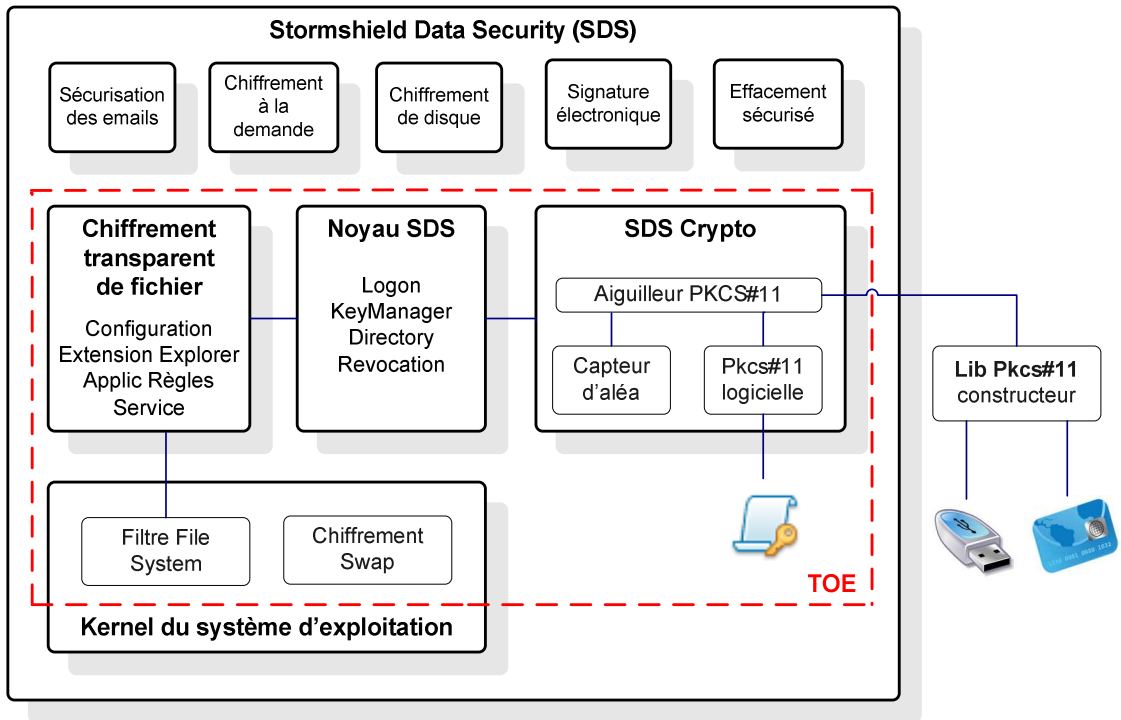 Stormshield Data Security (SDS)
Sécurisation
des emails
Chiffrement
à la
demande
Chiffrement
de disque
Signature
électronique
Effacement
sécurisé
Chiffrement
transparent
de fichier
Configuration
Extension Explorer
Applic Règles
Service
Noyau SDS
Logon
KeyManager
Directory
Revocation
SDS Crypto
Aiguilleur PKCS#11
Capteur
d’aléa
Pkcs#11
logicielle
Lib Pkcs#11
constructeur
Filtre File
System
Chiffrement
Swap
TOE
Kernel du système d’exploitation